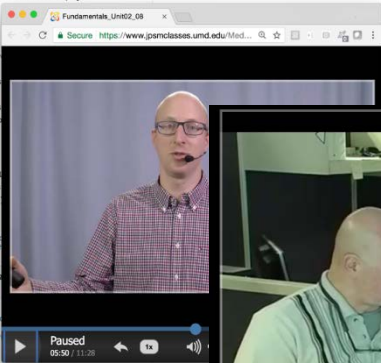 Fundamentals_Unit02_08 ×
Secure https://www.jpsmclasses.umd.edu/Med...
Paused
1x
05:50 / 11:28